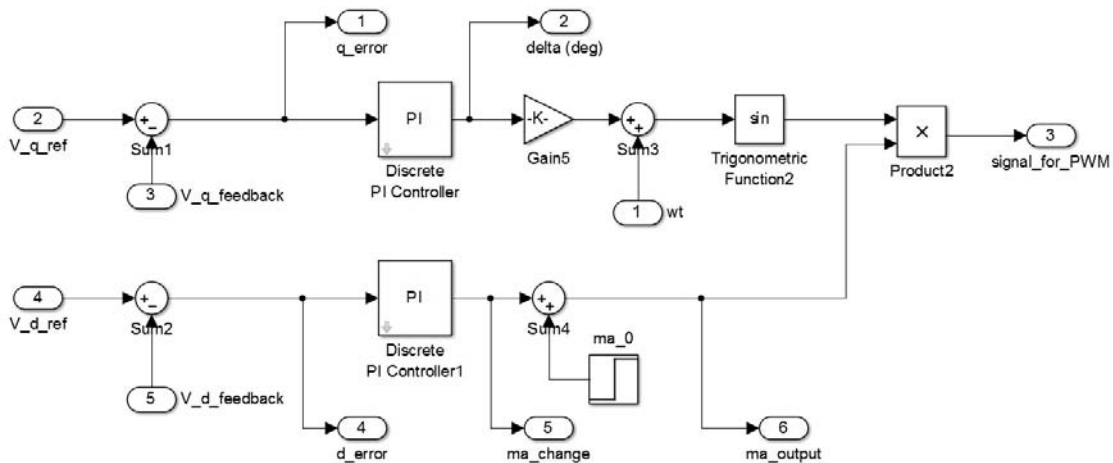 1
q_error
2
delta (deg)
2
V_q_ref
+
−
Sum1
3
V_q_feedback
PI
Discrete
PI Controller
-K-
Gain5
+
+
Sum3
1
wt
sin
Trigonometric
Function2
×
Product2
3
signal_for_PWM
4
V_d_ref
+
−
Sum2
5
V_d_feedback
PI
Discrete
PI Controller1
+
+
Sum4
ma_0
4
d_error
5
ma_change
6
ma_output